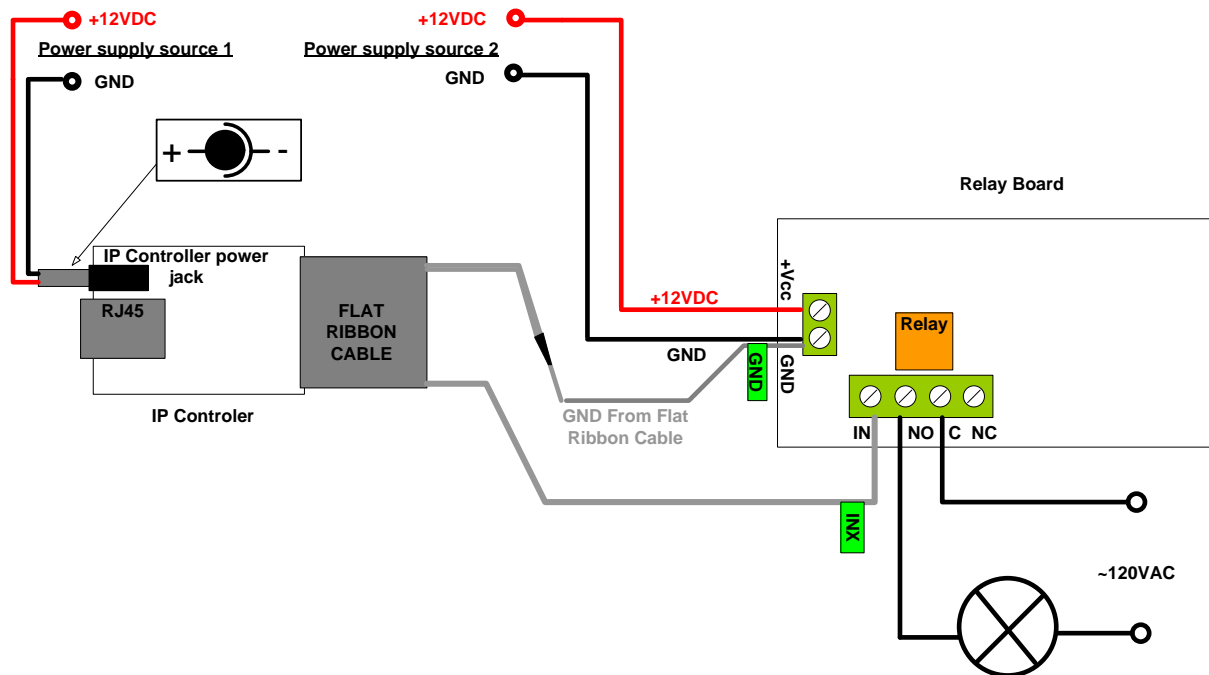 +12VDC
Power supply source 1
GND
+12VDC
Power supply source 2
GND
+ -
Relay Board
IP Controller power
jack
RJ45
FLAT
RIBBON
CABLE
IP Controler
+12VDC
GND
+Vcc
GND
GND
Relay
GND From Flat
Ribbon Cable
IN NO C NC
INX
~120VAC